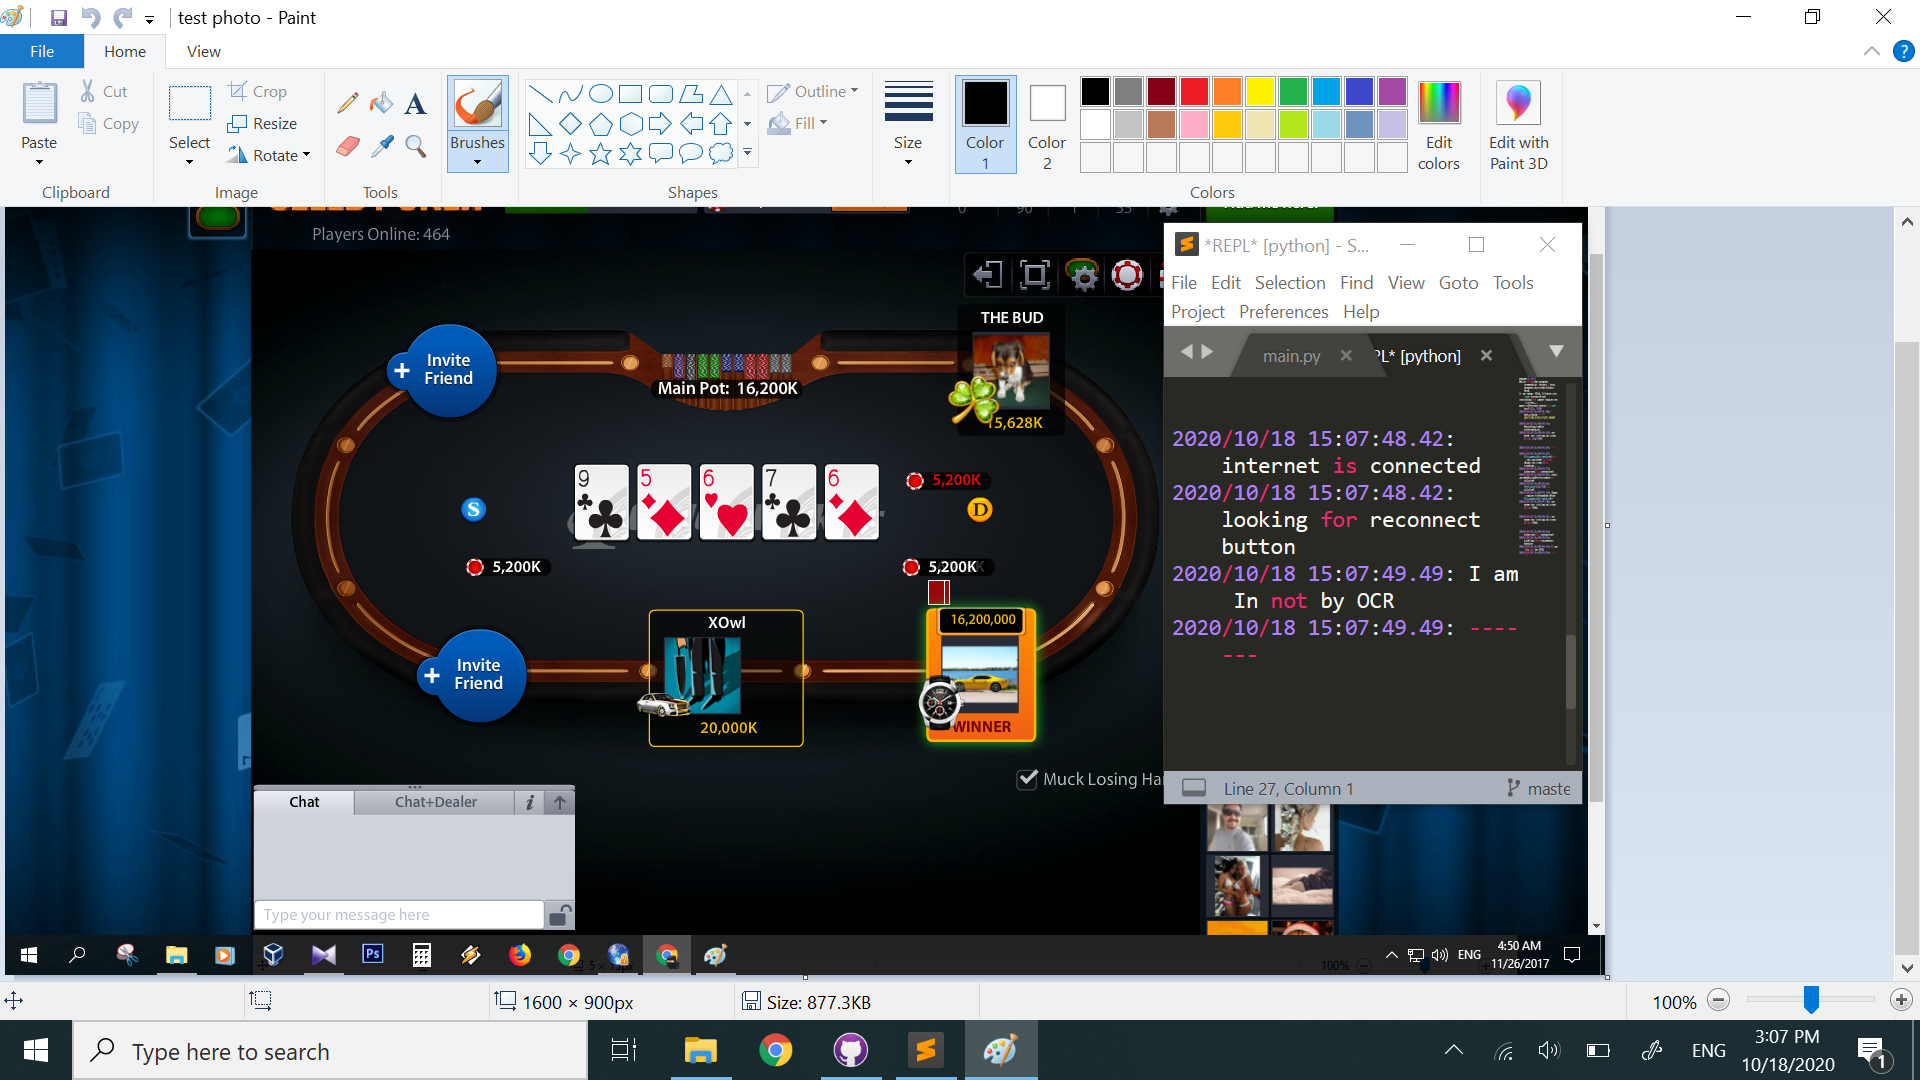 test photo - Paint
File Home View
Paste
Cut
Copy
Clipboard
Select
Crop
Resize
Rotate
Image
A
Tools
Brushes
Outline
Fill
Shapes
Size
Color
1
Color
2
Edit
colors
Edit with
Paint 3D
Colors
Players Online: 464
THE BUD
15,628K
Invite
Friend
Main Pot: 16,200K
9 5 6 7 6
5,200K
S
D
5,200K
5,200K
16,200,000
WINNER
XOwl
20,000K
Invite
Friend
Muck Losing Ha
Chat Chat+Dealer i
Type your message here
*REPL* [python] - S...
File Edit Selection Find View Goto Tools
Project Preferences Help
main.py PL* [python]
2020/10/18 15:07:48.42:
internet is connected
2020/10/18 15:07:48.42:
looking for reconnect
button
2020/10/18 15:07:49.49: I am
In not by OCR
2020/10/18 15:07:49.49: ----
---
Line 27, Column 1 maste
Ps
ENG
4:50 AM
11/26/2017
1600 × 900px
Size: 877.3KB
100%
Type here to search
ENG
3:07 PM
10/18/2020
1